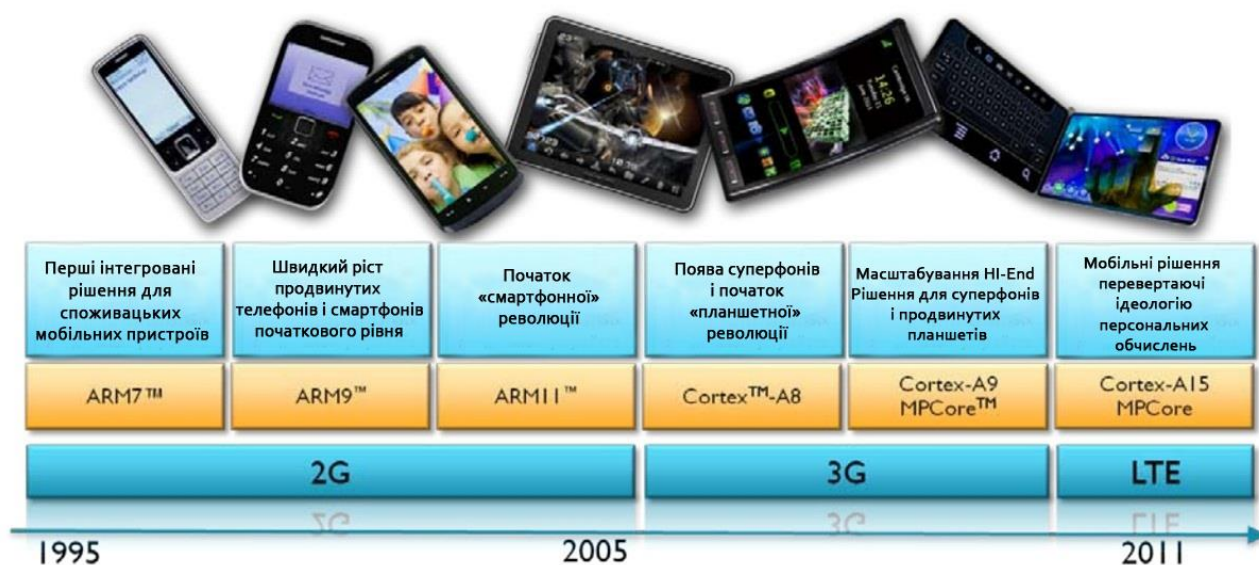 14:26
Перші інтегровані
рішення для
споживацьких
мобільних пристроїв
Швидкий ріст
продвинутих
телефонів і смартфонів
початкового рівня
Початок
«смартфонної»
революції
Поява суперфонів
і початок
«планшетної»
революції
Масштабування HI-End
Рішення для суперфонів
і продвинутих
планшетів
Мобільні рішення
перевертаючі
ідеологію
персональних
обчислень
ARM7™
ARM9™
ARM11™
Cortex™-A8
Cortex-A9
MPCore™
Cortex-A15
MPCore
2G
3G
LTE
1995
2005
2011